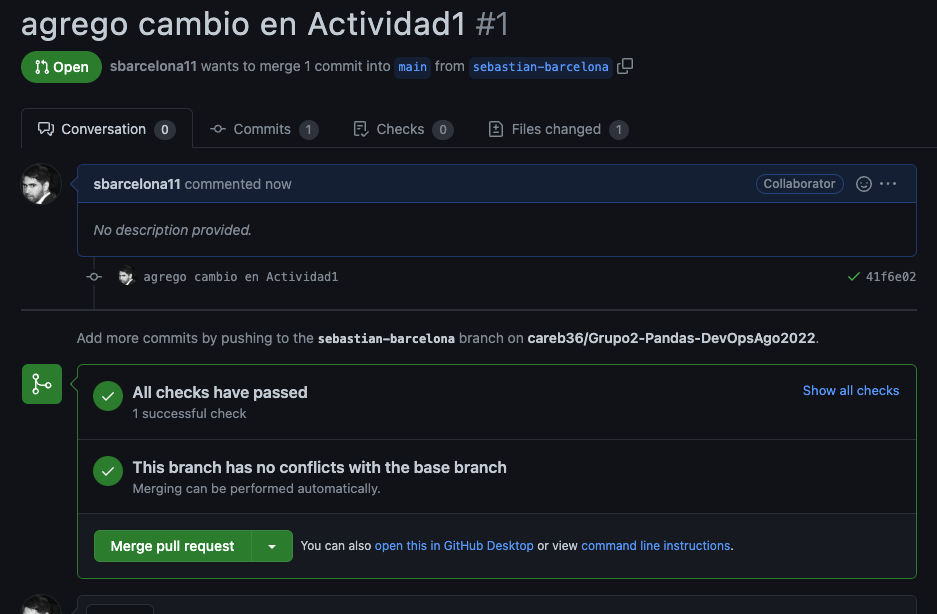 agrego cambio en Actividad1 #1
Open sbarcelona11 wants to merge 1 commit into main from sebastian-barcelona
Conversation 0 Commits 1 Checks 0 Files changed 1
sbarcelona11 commented now Collaborator
No description provided.
agrego cambio en Actividad1 41f6e02
Add more commits by pushing to the sebastian-barcelona branch on careb36/Grupo2-Pandas-DevOpsAgo2022.
All checks have passed Show all checks
1 successful check
This branch has no conflicts with the base branch
Merging can be performed automatically.
Merge pull request You can also open this in GitHub Desktop or view command line instructions.